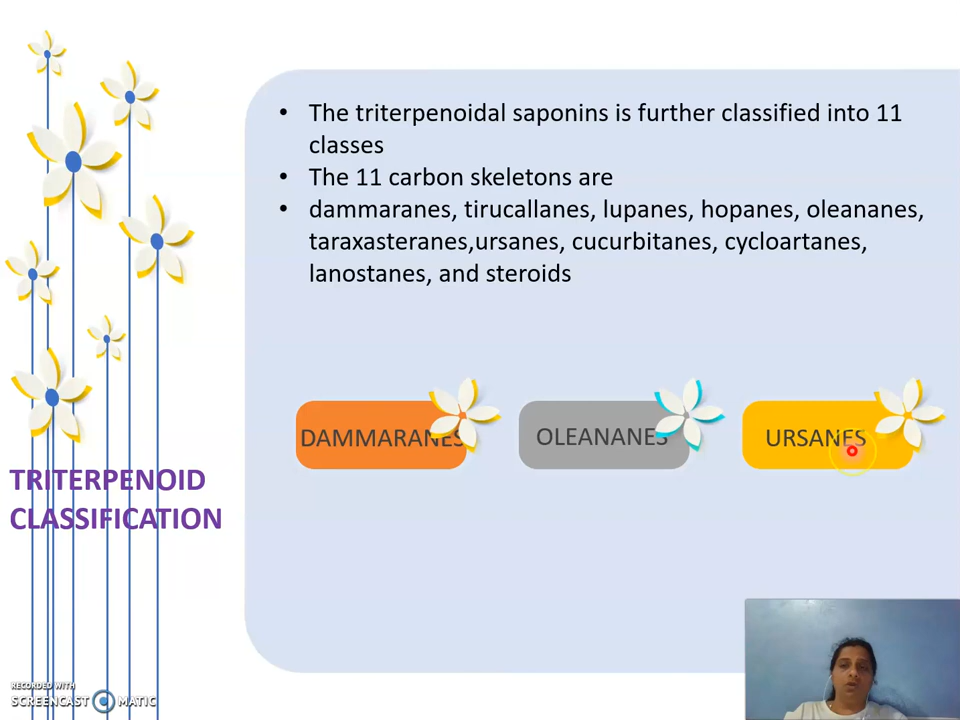 • The triterpenoidal saponins is further classified into 11
classes
• The 11 carbon skeletons are
• dammaranes, tirucallanes, lupanes, hopanes, oleananes,
taraxasteranes,ursanes, cucurbitanes, cycloartanes,
lanostanes, and steroids
DAMMARANES
OLEANANES
URSANES
TRITERPENOID
CLASSIFICATION
RECORDED WITH
SCREENCAST MATIC